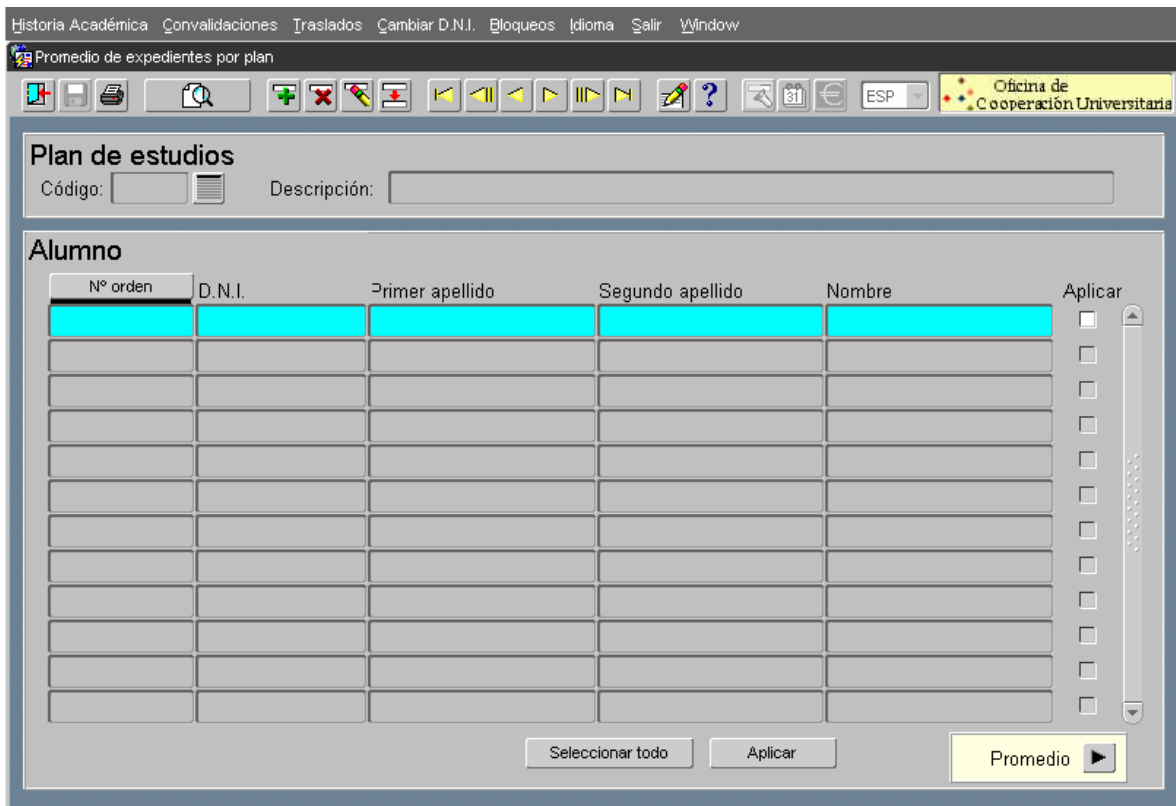 Historia Académica Convalidaciones Traslados Cambiar D.N.I. Bloqueos Idioma Salir Window
Promedio de expedientes por plan
ESP
Oficina de
Cooperación Universitaria
31
Plan de estudios
Código: Descripción:
Alumno
Nº orden D.N.I. Primer apellido Segundo apellido Nombre Aplicar
Seleccionar todo Aplicar
Promedio